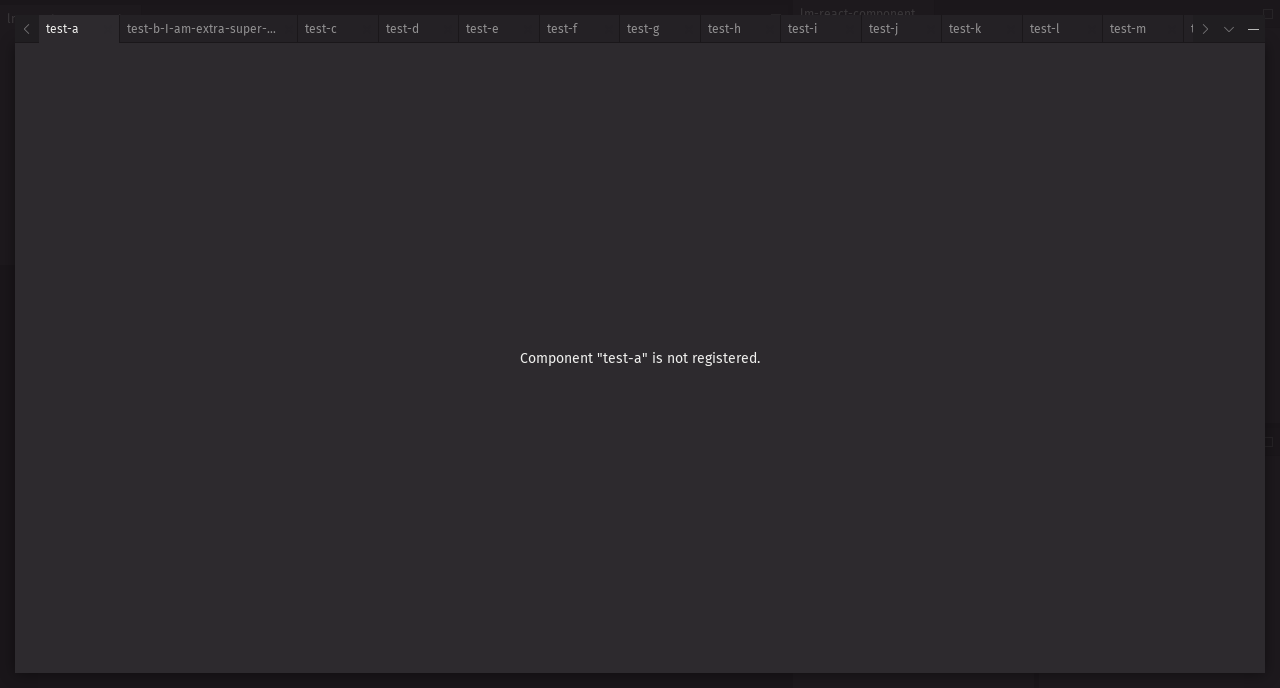 lm-react-component
test-a
test-b-I-am-extra-super-...
test-c
test-d
test-e
test-f
test-g
test-h
test-i
test-j
test-k
test-l
test-m
Component "test-a" is not registered.